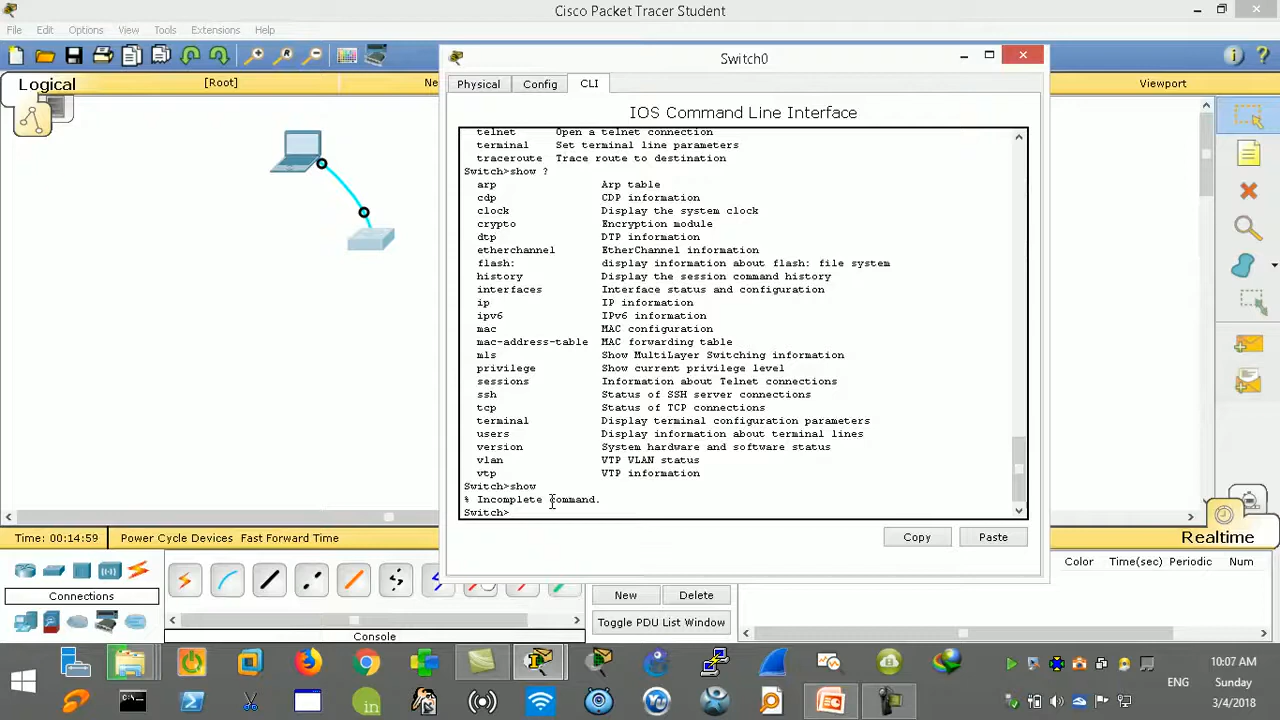 Cisco Packet Tracer Student
File Edit Options View Tools Extensions Help
Logical
[Root]
Ne
Viewport
Switch0
Physical
Config
CLI
IOS Command Line Interface
telnet Open a telnet connection
terminal Set terminal line parameters
traceroute Trace route to destination
Switch>show ?
arp Arp table
cdp CDP information
clock Display the system clock
crypto Encryption module
dtp DTP information
etherchannel EtherChannel information
flash: display information about flash: file system
history Display the session command history
interfaces Interface status and configuration
ip IP information
ipv6 IPv6 information
mac MAC configuration
mac-address-table MAC forwarding table
mls Show MultiLayer Switching information
privilege Show current privilege level
sessions Information about Telnet connections
ssh Status of SSH server connections
tcp Status of TCP connections
terminal Display terminal configuration parameters
users Display information about terminal lines
version System hardware and software status
vlan VTP VLAN status
vtp VTP information
Switch>show
% Incomplete command.
Switch>
Copy
Paste
Time: 00:14:59 Power Cycle Devices Fast Forward Time
Realtime
Connections
Console
New
Delete
Toggle PDU List Window
Color Time(sec) Periodic Num
10:07 AM
ENG
Sunday
3/4/2018